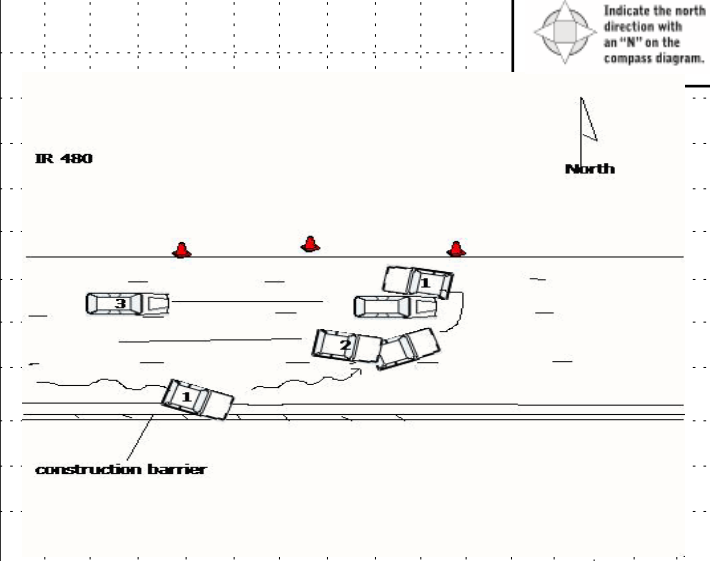 Indicate the north
direction with
an "N" on the
compass diagram.
IR 480
North
1
3
2
1
construction barrier